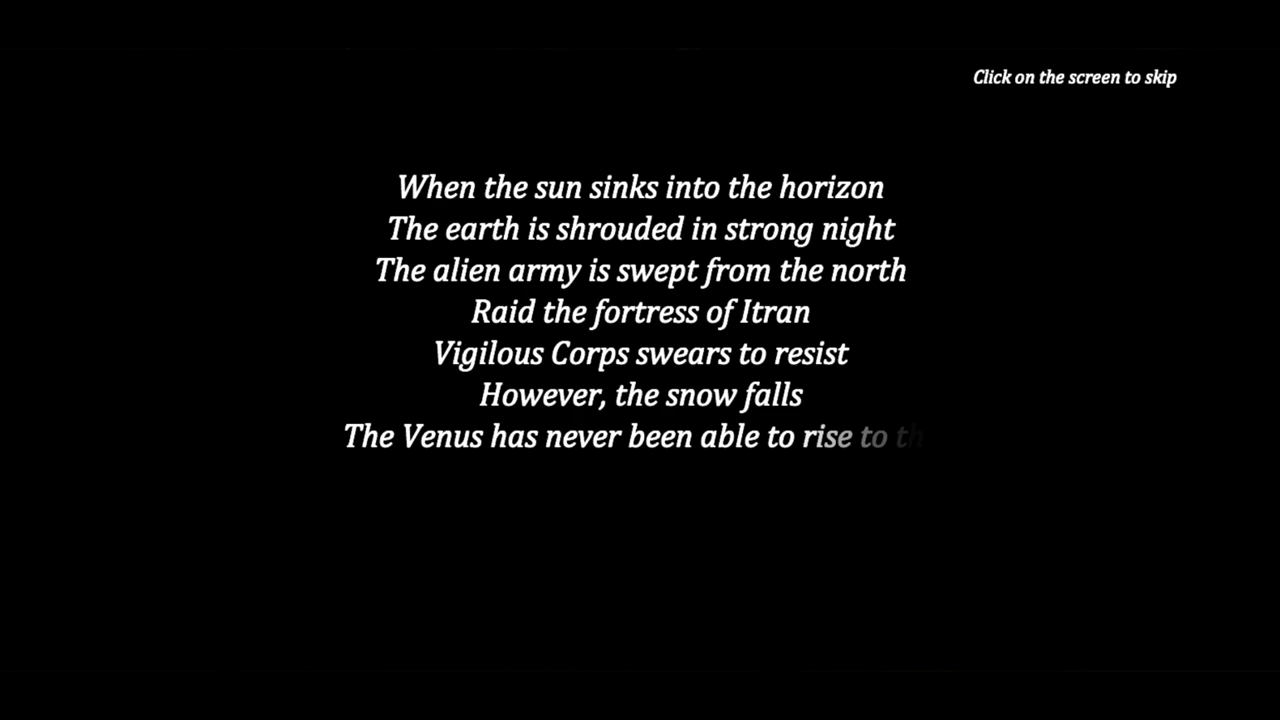 Click on the screen to skip
When the sun sinks into the horizon
The earth is shrouded in strong night
The alien army is swept from the north
Raid the fortress of Itran
Vigilous Corps swears to resist
However, the snow falls
The Venus has never been able to rise to